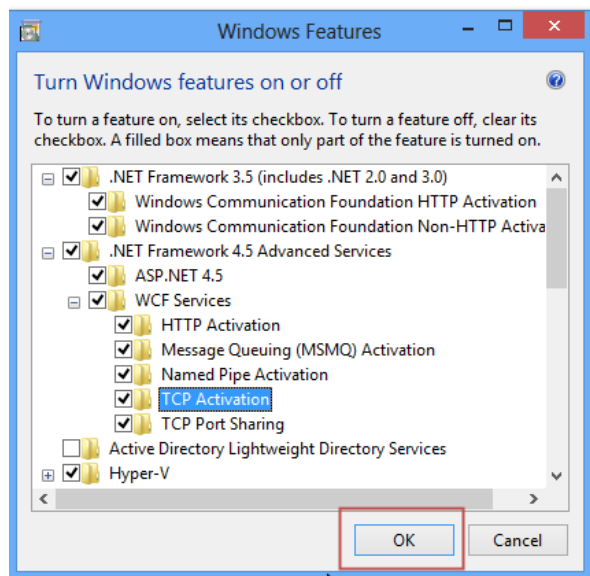 Windows Features
Turn Windows features on or off
To turn a feature on, select its checkbox. To turn a feature off, clear its
checkbox. A filled box means that only part of the feature is turned on.
.NET Framework 3.5 (includes .NET 2.0 and 3.0)
Windows Communication Foundation HTTP Activation
Windows Communication Foundation Non-HTTP Activa
.NET Framework 4.5 Advanced Services
ASP.NET 4.5
WCF Services
HTTP Activation
Message Queuing (MSMQ) Activation
Named Pipe Activation
TCP Activation
TCP Port Sharing
Active Directory Lightweight Directory Services
Hyper-V
OK
Cancel